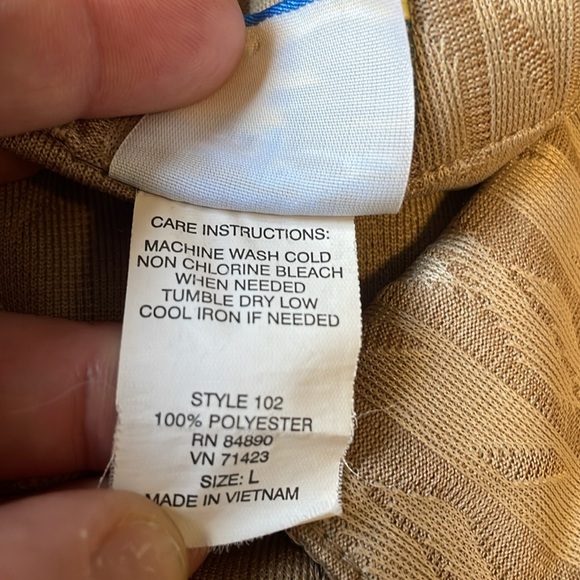 CARE INSTRUCTIONS:
MACHINE WASH COLD
NON CHLORINE BLEACH
WHEN NEEDED
TUMBLE DRY LOW
COOL IRON IF NEEDED
STYLE 102
100% POLYESTER
RN 84890
VN 71423
SIZE: L
MADE IN VIETNAM